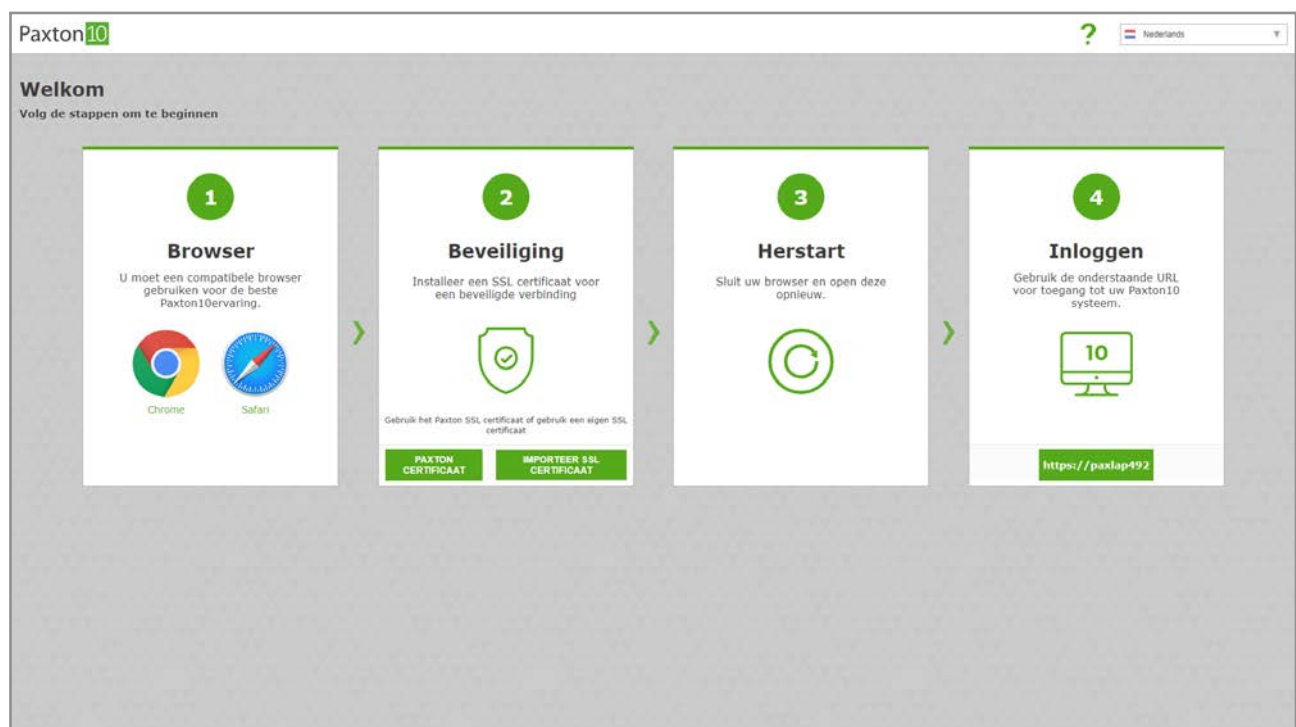 Paxton10
? Nederlands
Welkom
Volg de stappen om te beginnen
1
Browser
U moet een compatibele browser
gebruiken voor de beste
Paxton10ervaring.
Chrome
Safari
2
Beveiliging
Installeer een SSL certificaat voor
een beveiligde verbinding
Gebruik het Paxton SSL certificaat of gebruik een eigen SSL
certificaat
PAXTON
CERTIFICAAT
IMPORTEER SSL
CERTIFICAAT
3
Herstart
Sluit uw browser en open deze
opnieuw.
4
Inloggen
Gebruik de onderstaande URL
voor toegang tot uw Paxton10
systeem.
10
https://paxlap492